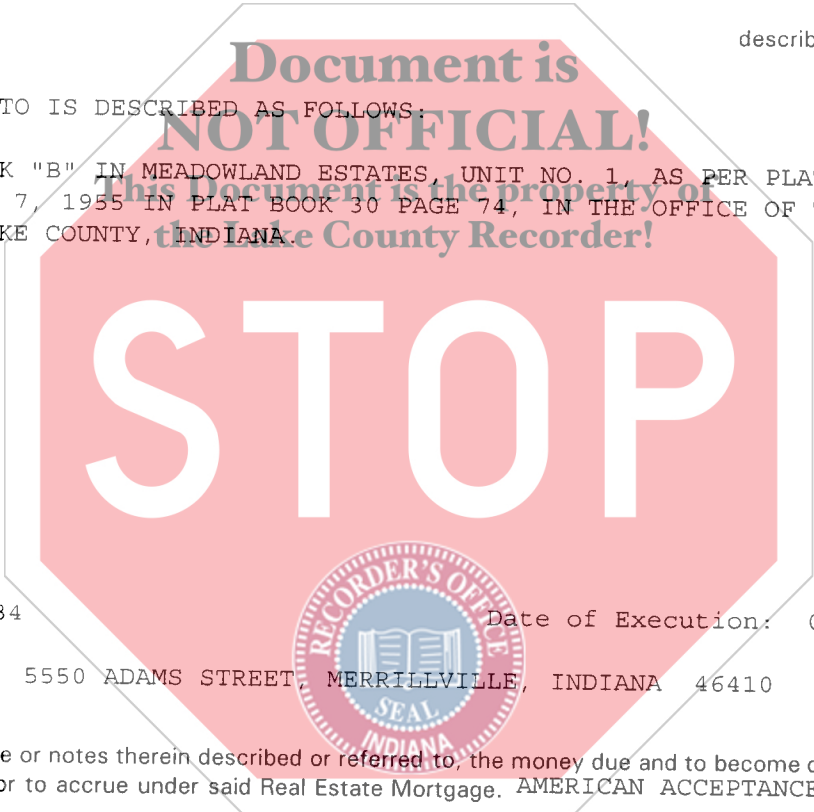 describ
Document is
TO IS DESCRIBED AS FOLLOWS:
NOT OFFICIAL!
K "B" IN MEADOWLAND ESTATES, UNIT NO. 1, AS PER PLAT
This Document is the property of
7, 1955 IN PLAT BOOK 30 PAGE 74, IN THE OFFICE OF
KE COUNTY, INDIANA.
the Lake County Recorder!
STOP
RECORDER'S OFFICE
84
Date of Execution:
5550 ADAMS STREET, MERRILLVILLE, INDIANA 46410
SEAL
INDIANA
e or notes therein described or referred to, the money due and to become
or to accrue under said Real Estate Mortgage. AMERICAN ACCEPTANCE